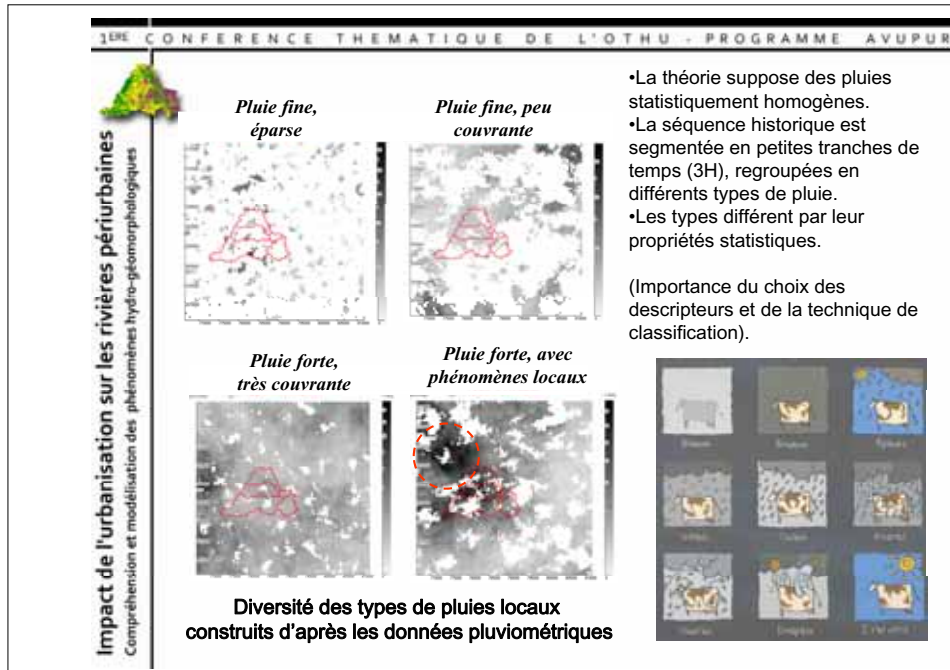 1ERE CONFERENCE THEMATIQUE DE L'OTHU - PROGRAMME AVUPUR
Impact de l'urbanisation sur les rivières périurbaines
Compréhension et modélisation des phénomènes hydro-géomorphologiques
Pluie fine,
éparse
Pluie fine, peu
couvrante
Pluie forte,
très couvrante
Pluie forte, avec
phénomènes locaux
Diversité des types de pluies locaux
construits d'après les données pluviométriques
•La théorie suppose des pluies
statistiquement homogènes.
•La séquence historique est
segmentée en petites tranches de
temps (3H), regroupées en
différents types de pluie.
•Les types différent par leur
propriétés statistiques.
(Importance du choix des
descripteurs et de la technique de
classification).